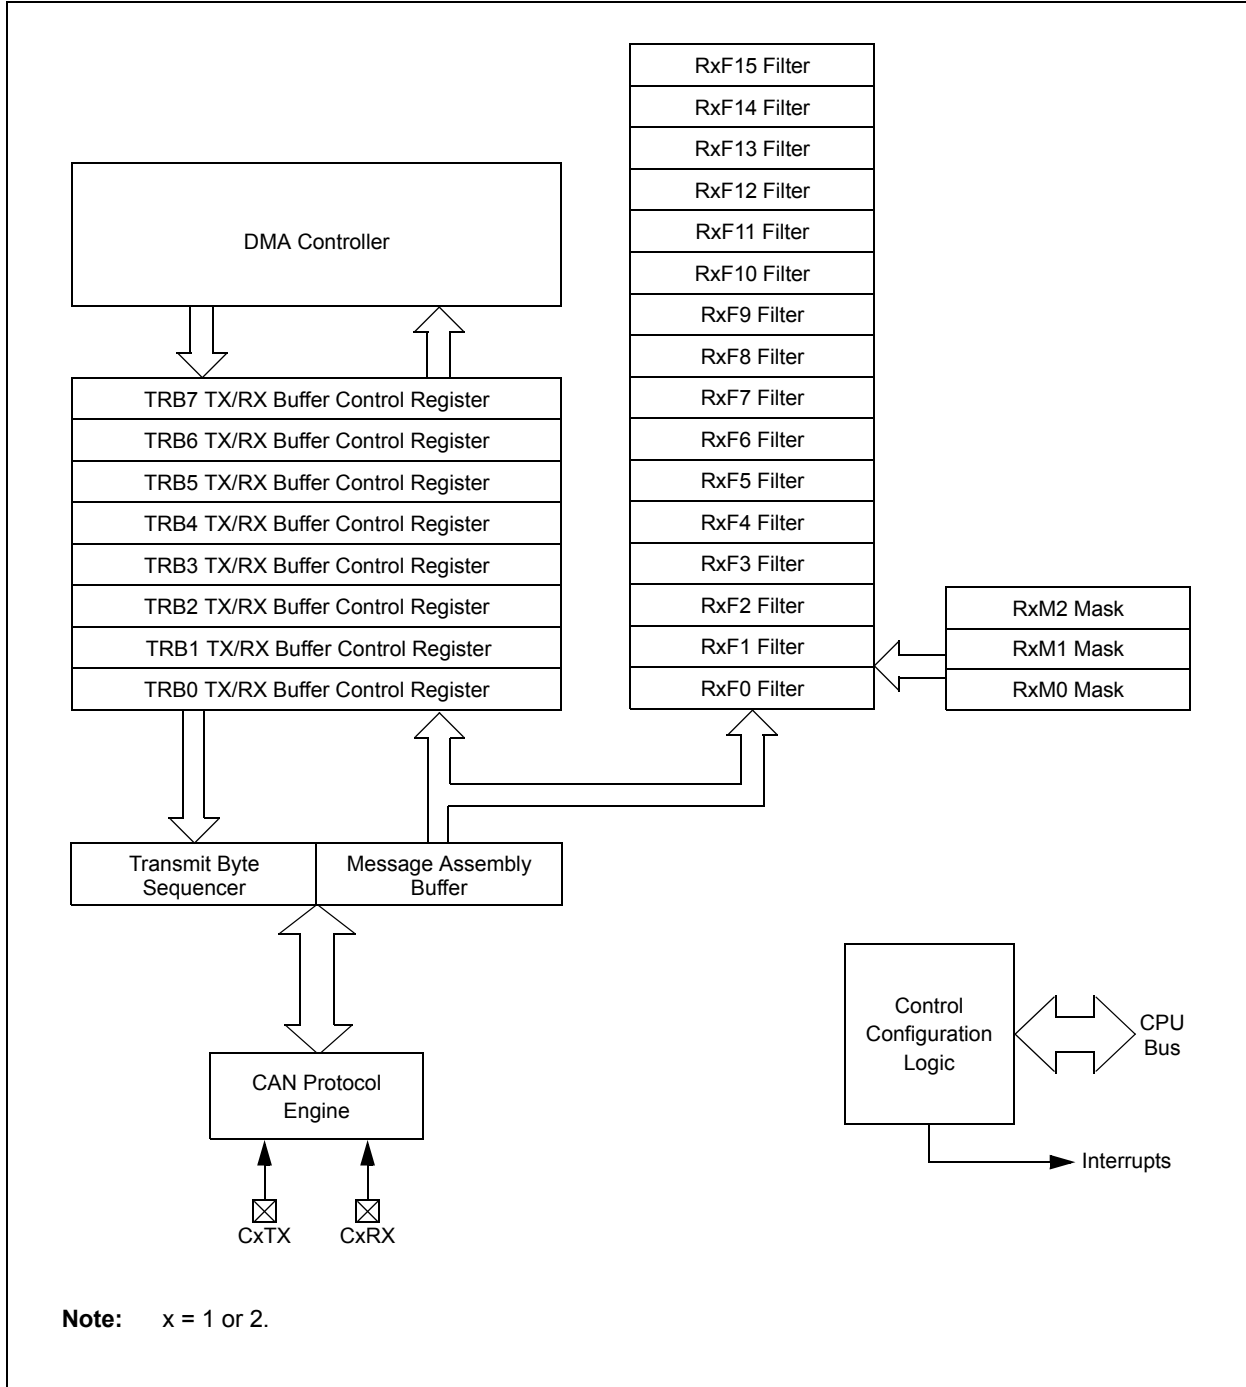 RxF15 Filter
RxF14 Filter
RxF13 Filter
RxF12 Filter
RxF11 Filter
RxF10 Filter
RxF9 Filter
RxF8 Filter
RxF7 Filter
RxF6 Filter
RxF5 Filter
RxF4 Filter
RxF3 Filter
RxF2 Filter
RxF1 Filter
RxF0 Filter
DMA Controller
TRB7 TX/RX Buffer Control Register
TRB6 TX/RX Buffer Control Register
TRB5 TX/RX Buffer Control Register
TRB4 TX/RX Buffer Control Register
TRB3 TX/RX Buffer Control Register
TRB2 TX/RX Buffer Control Register
TRB1 TX/RX Buffer Control Register
TRB0 TX/RX Buffer Control Register
RxM2 Mask
RxM1 Mask
RxM0 Mask
Transmit Byte
Sequencer
Message Assembly
Buffer
CAN Protocol
Engine
CxTX
CxRX
Control
Configuration
Logic
CPU
Bus
Interrupts
Note: x = 1 or 2.